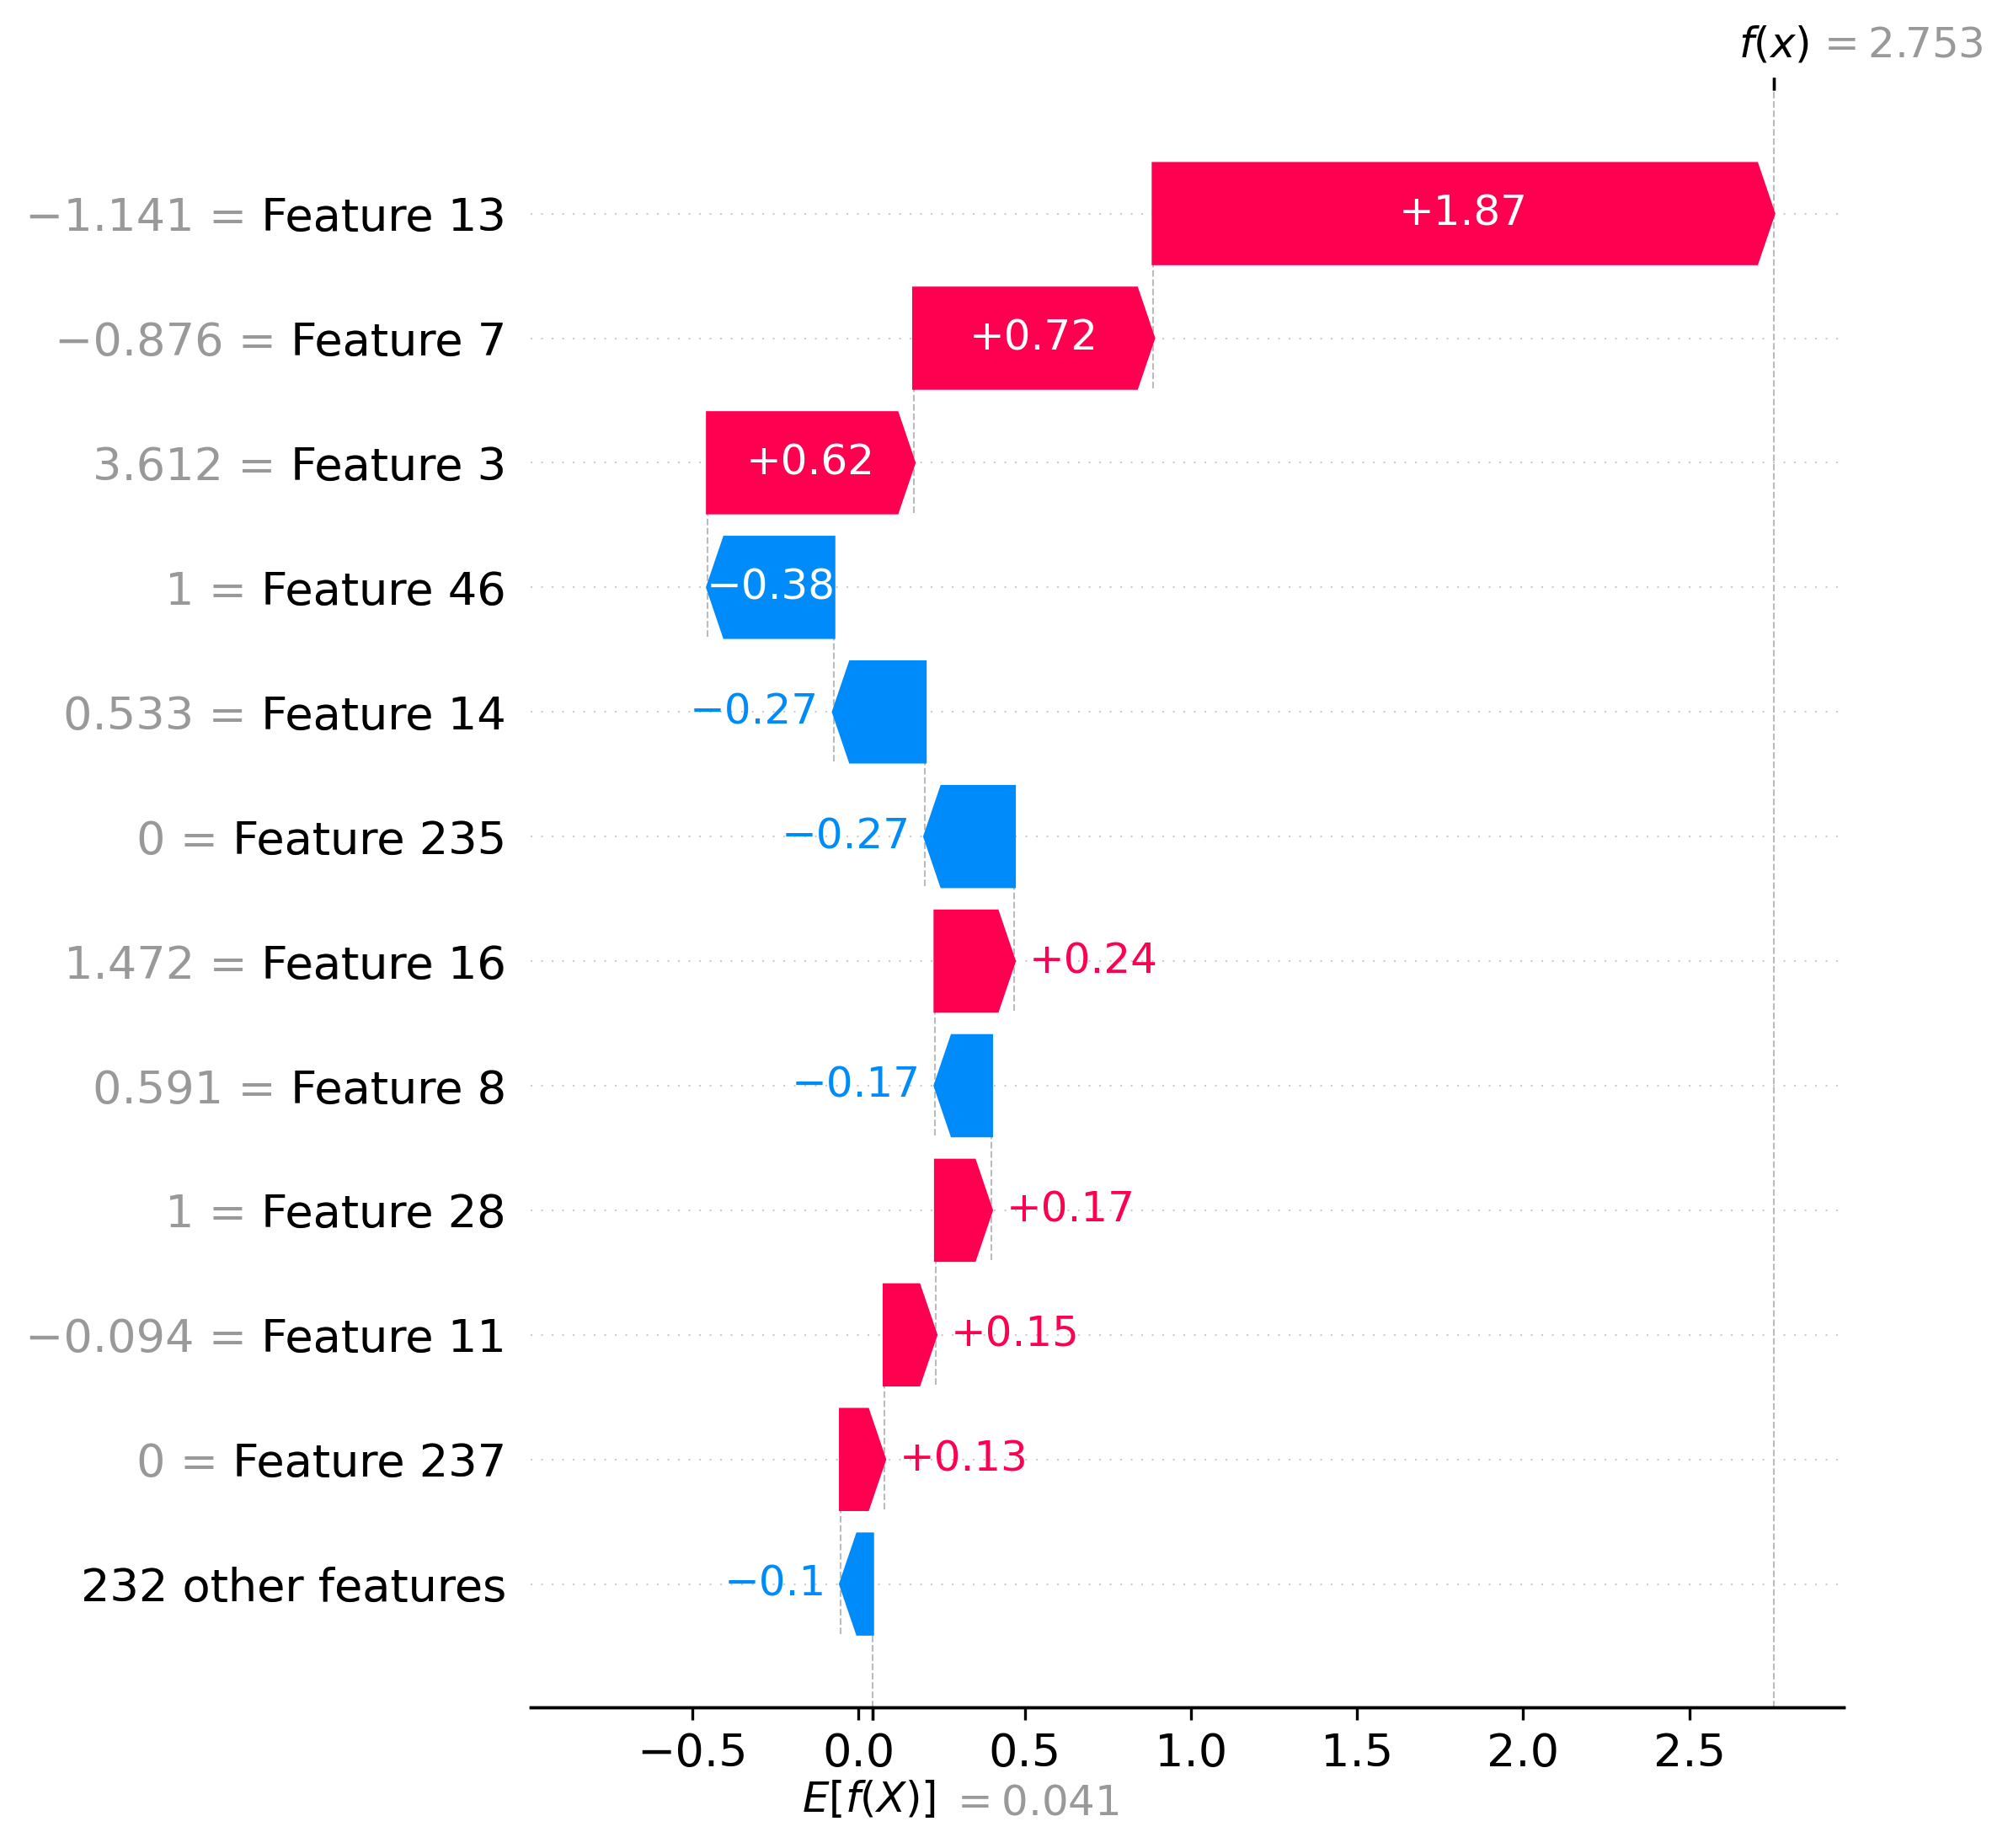 f(x) = 2.753
−1.141 = Feature 13 +1.87
−0.876 = Feature 7 +0.72
3.612 = Feature 3 +0.62
1 = Feature 46 −0.38
0.533 = Feature 14 −0.27
0 = Feature 235 −0.27
1.472 = Feature 16 +0.24
0.591 = Feature 8 −0.17
1 = Feature 28 +0.17
−0.094 = Feature 11 +0.15
0 = Feature 237 +0.13
232 other features −0.1
−0.5 0.0 0.5 1.0 1.5 2.0 2.5
E[f(X)] = 0.041